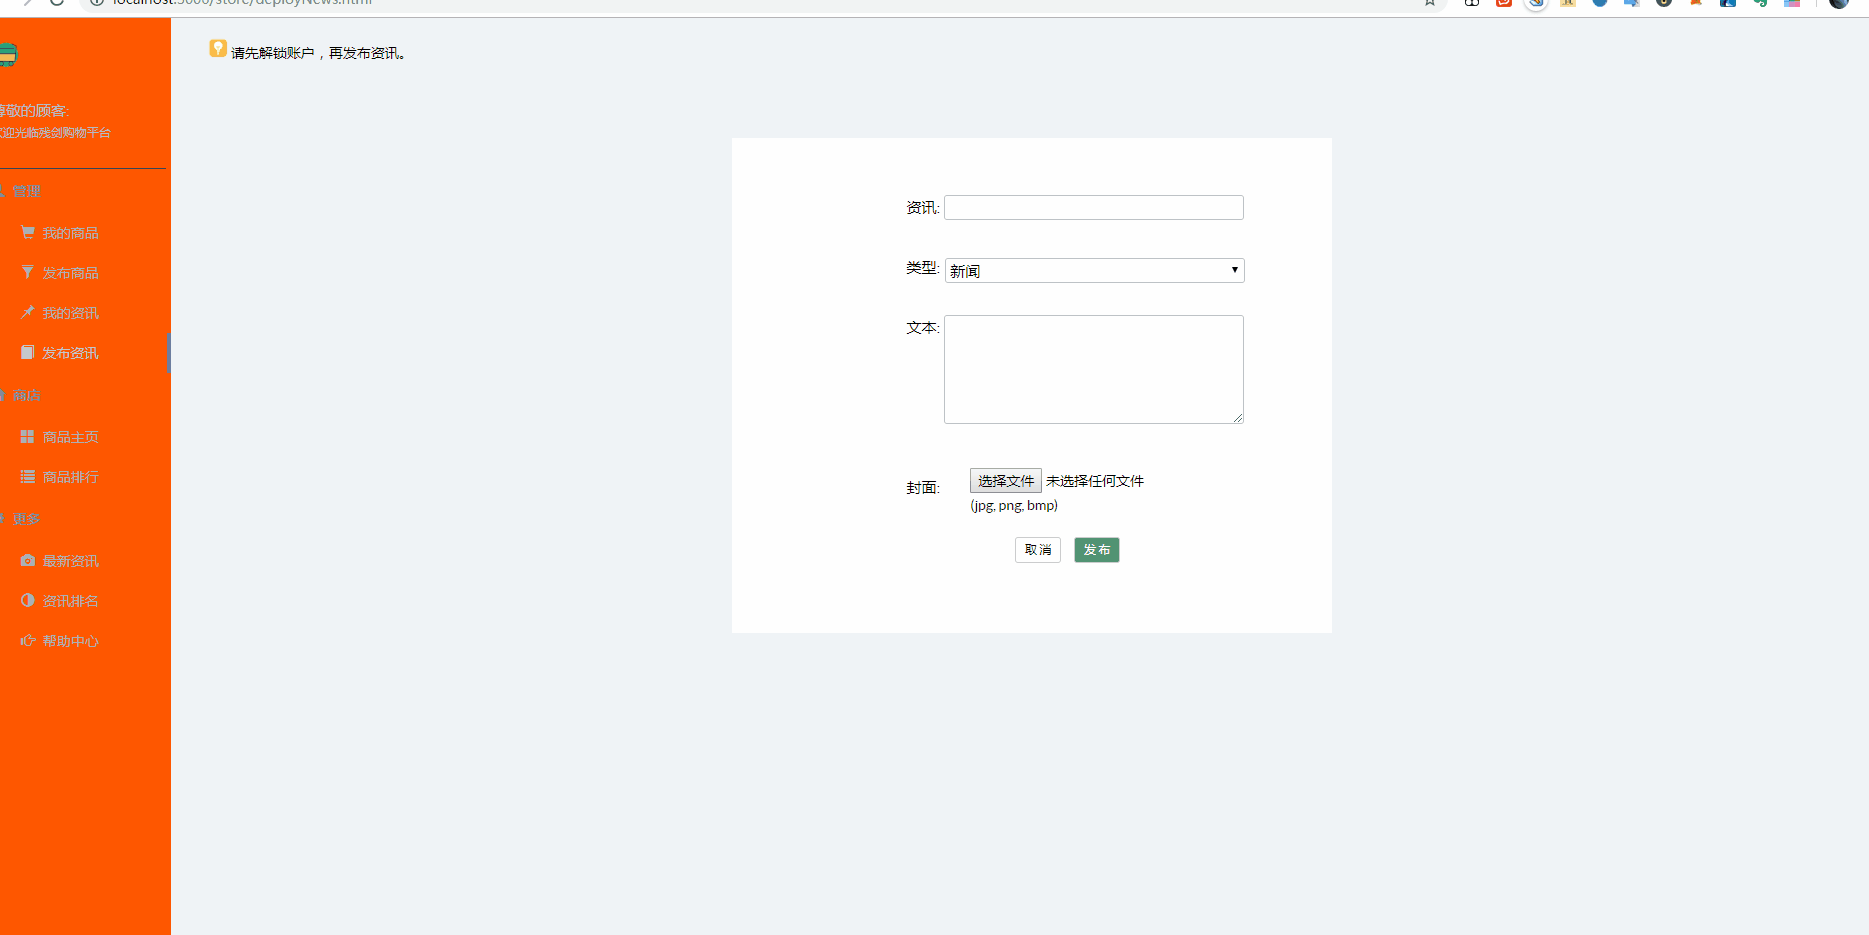 localhost:3000/store/deployNews.html
请先解锁账户，再发布资讯。
尊敬的顾客:
欢迎光临残剑购物平台
管理
我的商品
发布商品
我的资讯
发布资讯
商店
商品主页
商品排行
更多
最新资讯
资讯排名
帮助中心
资讯:
类型: 新闻
文本:
封面: 选择文件 未选择任何文件
(jpg, png, bmp)
取消 发布